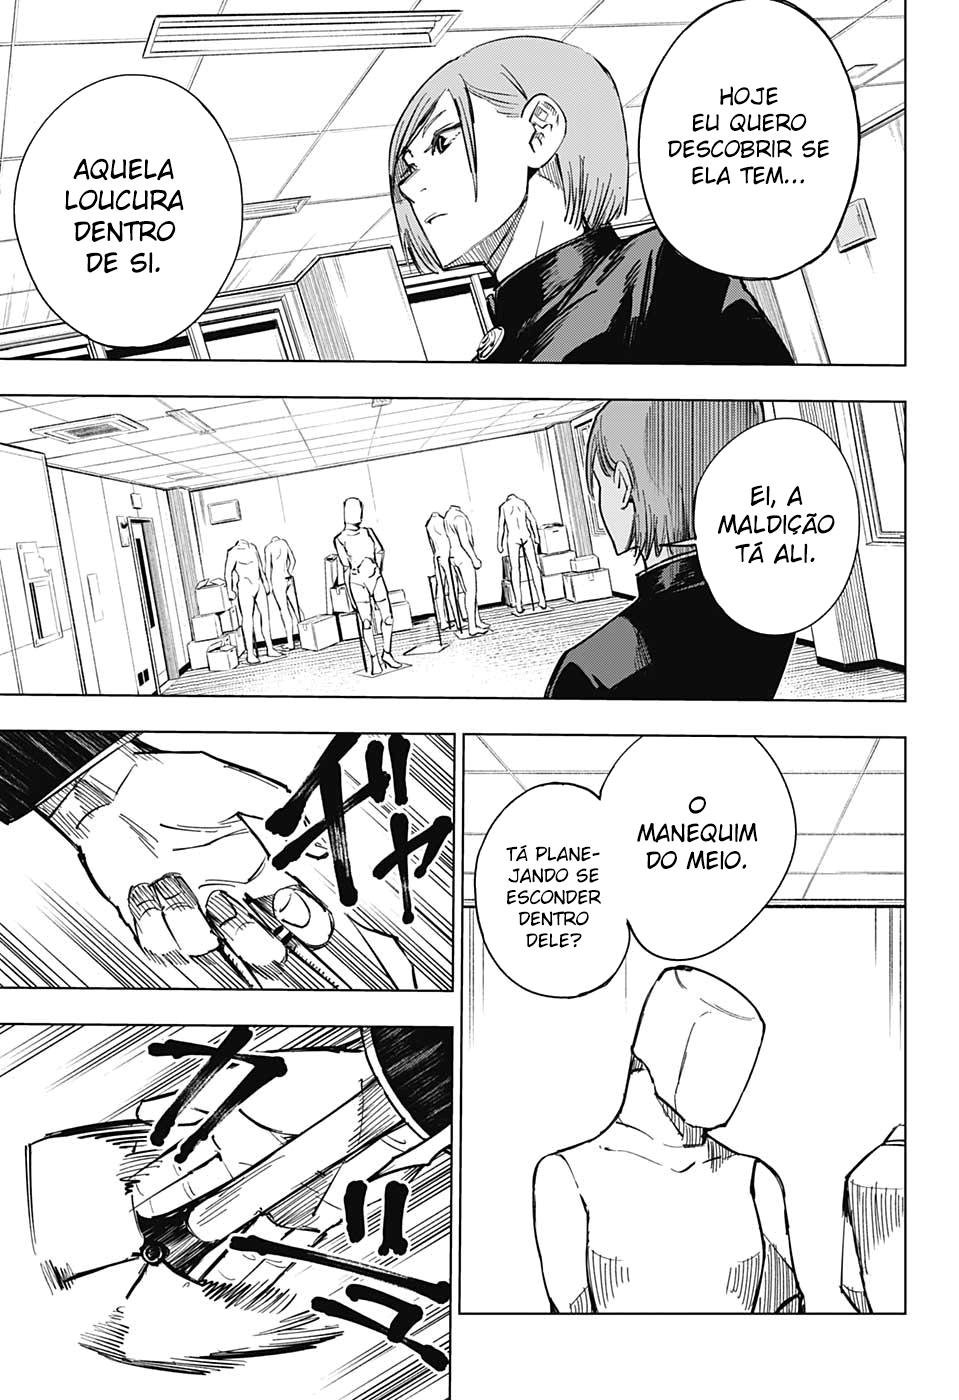 HOJE
EU QUERO
DESCOBRIR SE
ELA TEM...
AQUELA
LOUCURA
DENTRO
DE SI.
EI, A
MALDIÇÃO
TÁ ALI.
O
MANEQUIM
DO MEIO.
TÁ PLANE-
JANDO SE
ESCONDER
DENTRO
DELE?